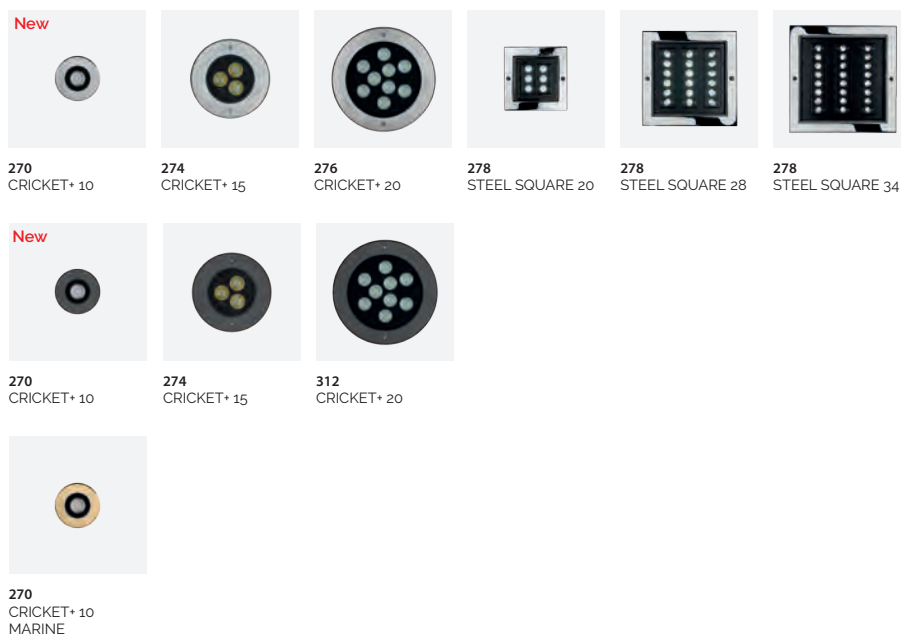 New
270
CRICKET+ 10
274
CRICKET+ 15
276
CRICKET+ 20
278
STEEL SQUARE 20
278
STEEL SQUARE 28
278
STEEL SQUARE 34
New
270
CRICKET+ 10
274
CRICKET+ 15
312
CRICKET+ 20
270
CRICKET+ 10
MARINE